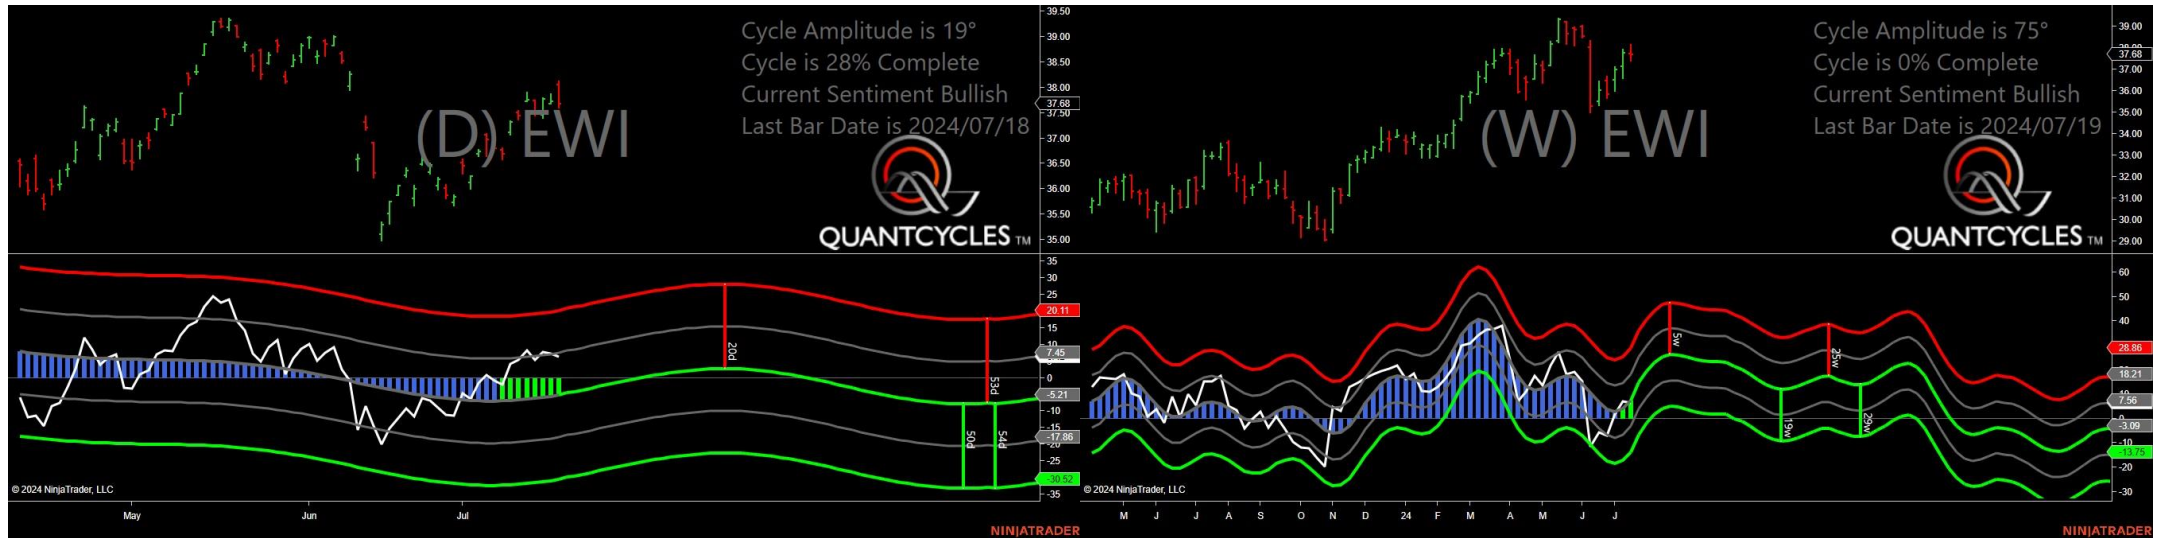 39.50
39.00
38.50
38.00
37.68
37.50
37.00
36.50
36.00
35.50
35.00
Cycle Amplitude is 19°
Cycle is 28% Complete
Current Sentiment Bullish
Last Bar Date is 2024/07/18
(D) EWI
QUANTCYCLES TM
35
30
25
20.11
15
7.45
0
-5.21
-10
-17.86
-25
-30.52
-35
20d
53d
50d
54d
© 2024 NinjaTrader, LLC
May
Jun
Jul
NINJATRADER
Cycle Amplitude is 75°
Cycle is 0% Complete
Current Sentiment Bullish
Last Bar Date is 2024/07/19
(W) EWI
QUANTCYCLES TM
39.00
37.68
37.00
36.00
35.00
34.00
33.00
32.00
31.00
30.00
29.00
60
50
40
28.86
18.21
7.56
-3.09
-10
-13.75
-20
-30
5w
25w
19w
29w
© 2024 NinjaTrader, LLC
M J J A S O N D 24 F M A M J J
NINJATRADER